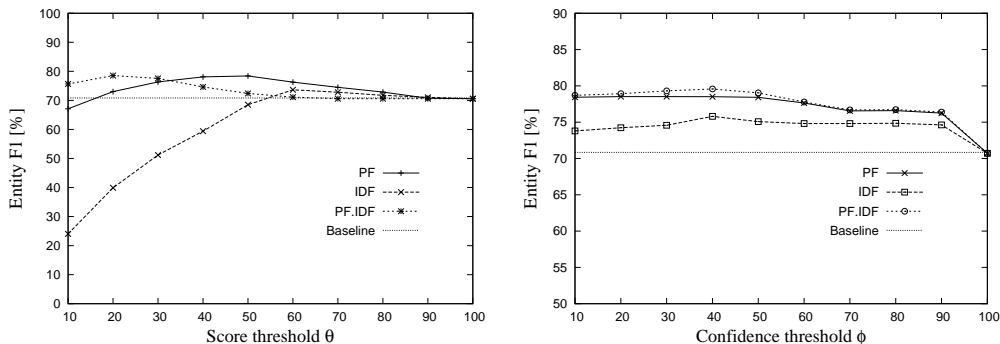 Entity F1 [%]
100
90
80
70
60
50
40
30
20
10
0
PF
IDF
PF.IDF
Baseline
10 20 30 40 50 60 70 80 90 100
Score threshold θ
Entity F1 [%]
90
85
80
75
70
65
60
55
50
PF
IDF
PF.IDF
Baseline
10 20 30 40 50 60 70 80 90 100
Confidence threshold ϕ